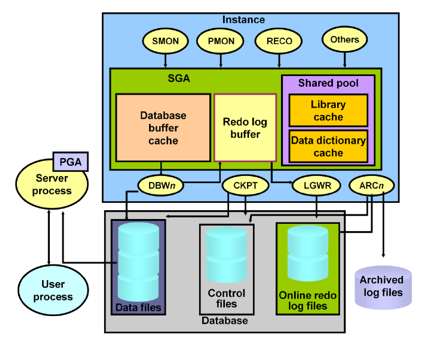 Instance
SMON
PMON
RECO
Others
SGA
Shared pool
Database
buffer
cache
Redo log
buffer
Library
cache
Data dictionary
cache
PGA
Server
process
DBWn
CKPT
LGWR
ARCn
User
process
Data files
Control
files
Online redo
log files
Database
Archived
log files